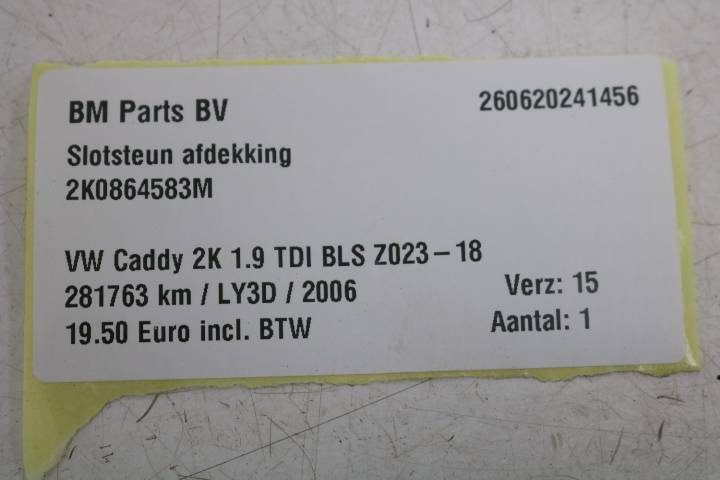 BM Parts BV 260620241456
Slotsteun afdekking
2K0864583M
VW Caddy 2K 1.9 TDI BLS Z023-18
281763 km / LY3D / 2006 Verz: 15
19.50 Euro incl. BTW Aantal: 1